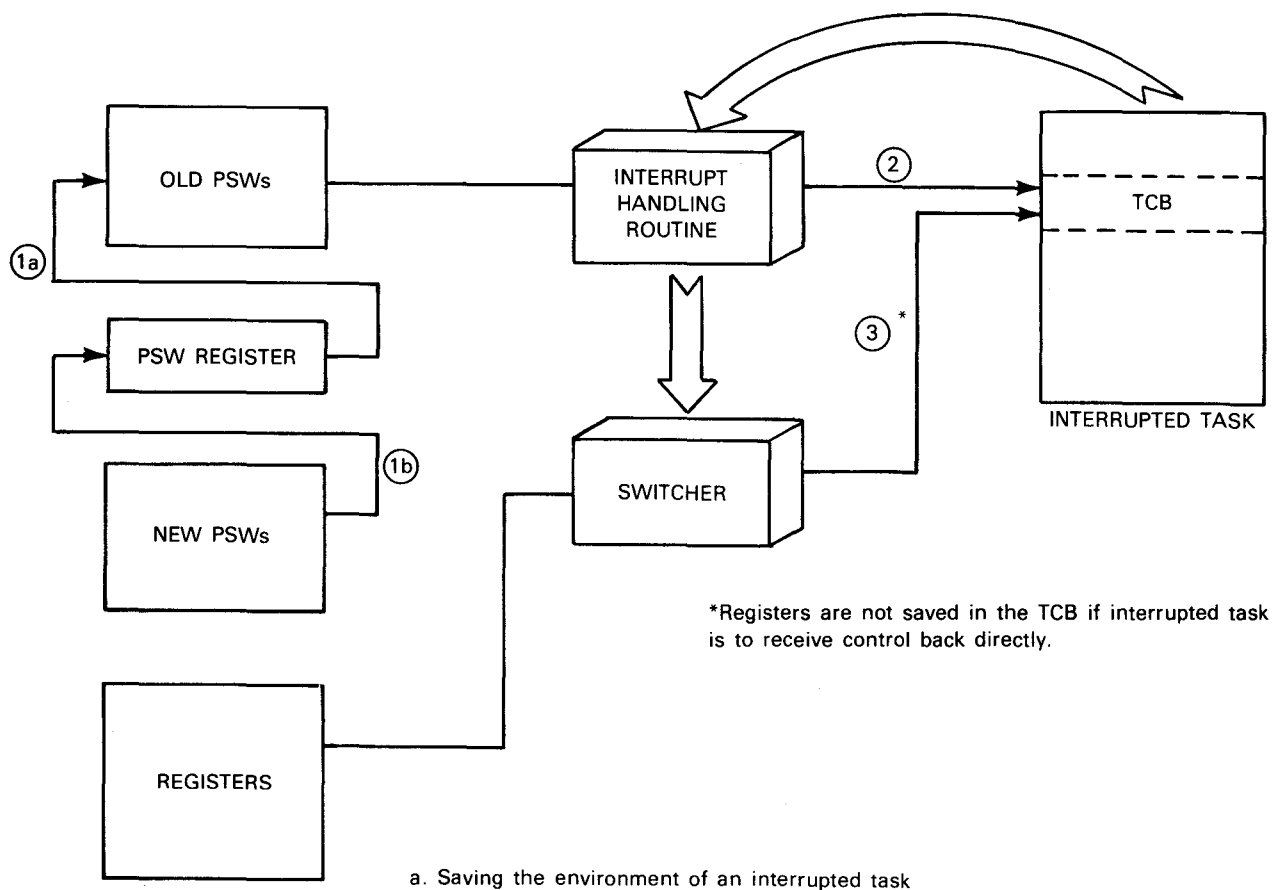 OLD PSWs
1a
PSW REGISTER
1b
NEW PSWs
REGISTERS
INTERRUPT
HANDLING
ROUTINE
2
TCB
3 *
INTERRUPTED TASK
SWITCHER
*Registers are not saved in the TCB if interrupted task
is to receive control back directly.
a. Saving the environment of an interrupted task